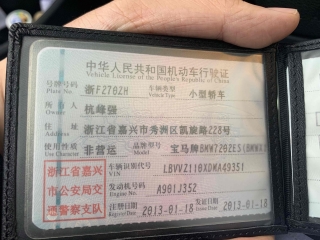 中华人民共和国机动车行驶证
Vehicle License of the People's Republic of China
号牌号码 浙F270ZH 车辆类型 小型轿车
Plate No. Vehicle Type
所有人 杭峰强
Owner
住址 浙江省嘉兴市秀洲区凯旋路228号
Address
使用性质 非营运 品牌型号 宝马牌BMW7202ES(BMW
Use Character Model
浙江省嘉兴市公安局交通警察支队
车辆识别代号 LBVVZ110XDMA49351
VIN
发动机号码 A901J352
Engine No.
注册日期 2013-01-18 发证日期 2013-01-18
Register Date Issue Date